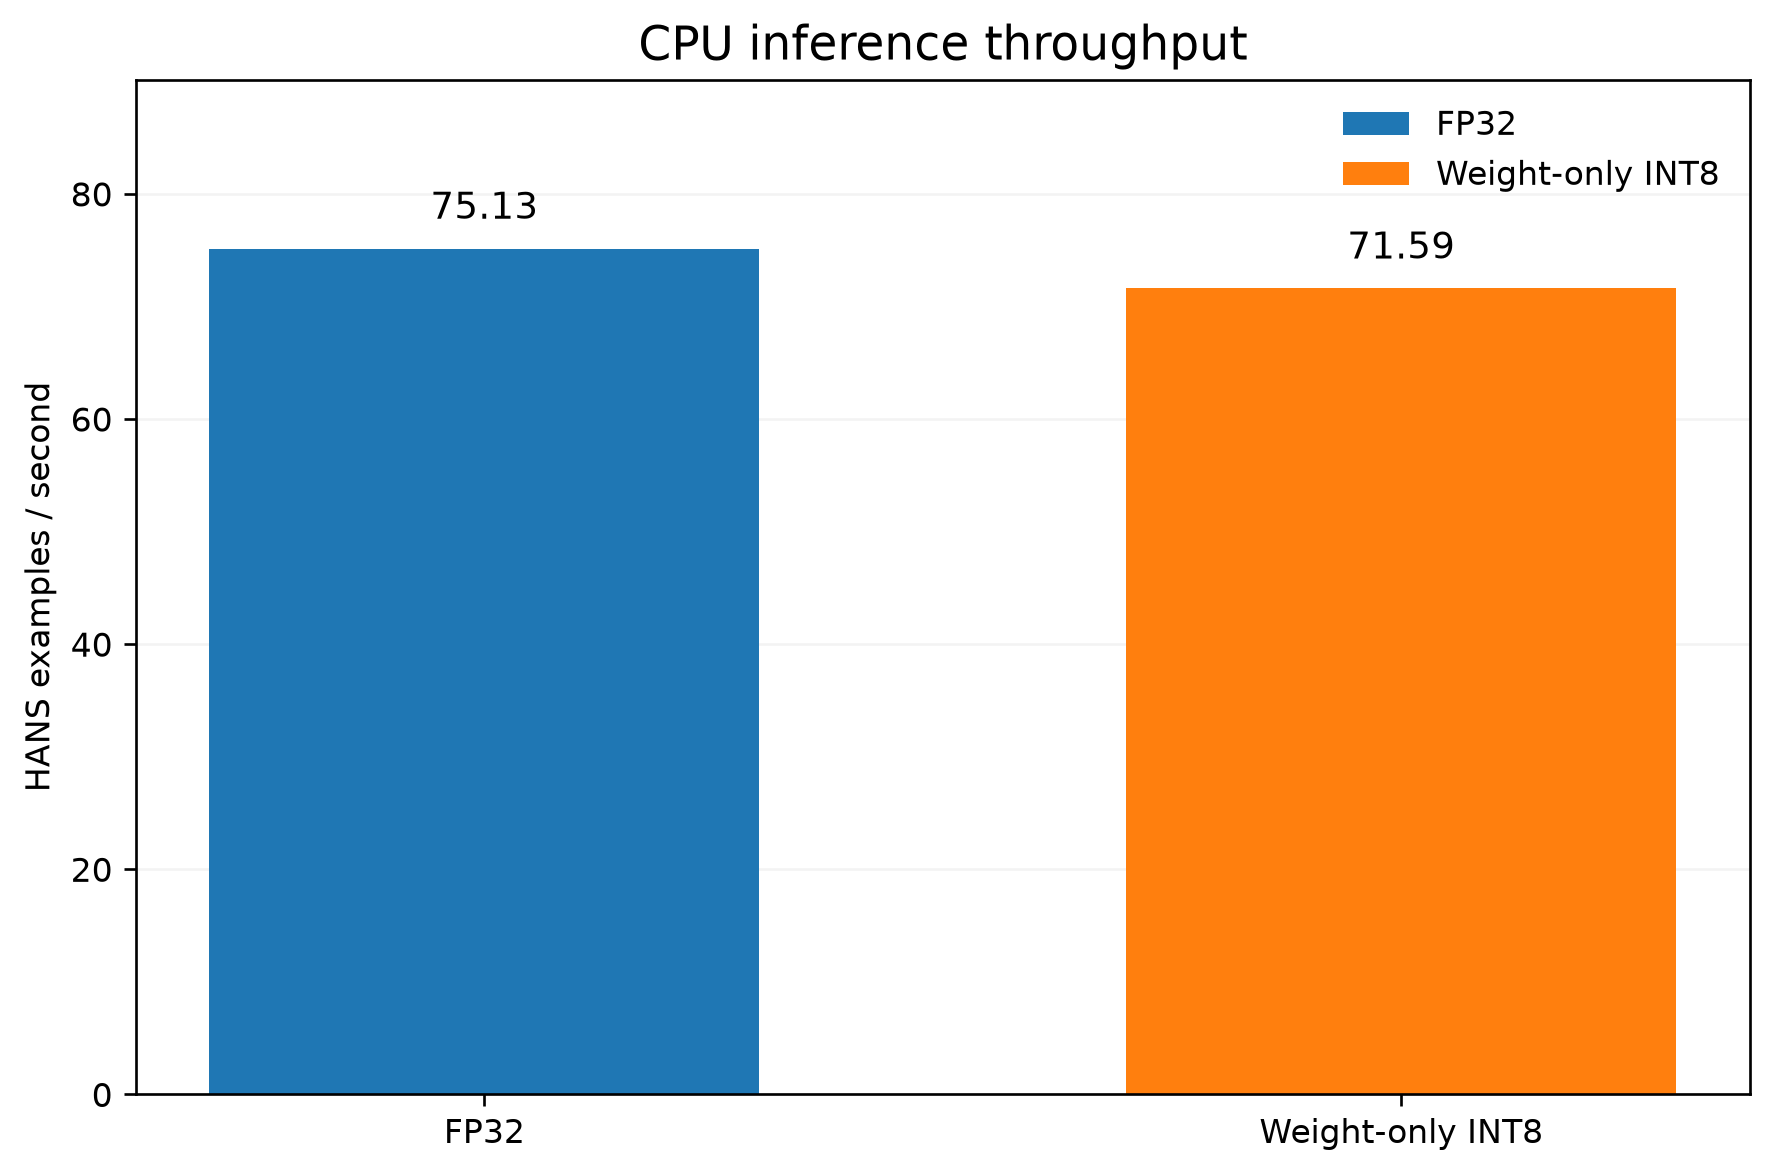 CPU inference throughput
FP32
Weight-only INT8
80
75.13
71.59
60
40
20
0
HANS examples / second
FP32
Weight-only INT8